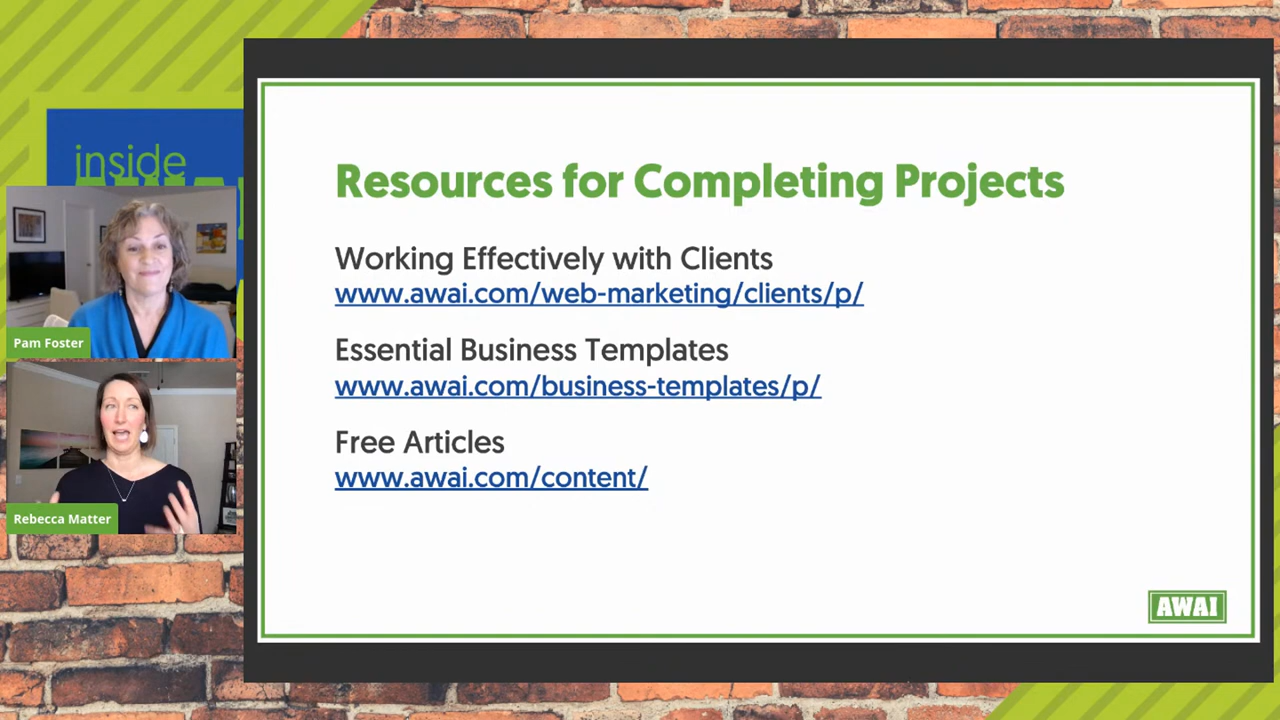 inside
Pam Foster
Rebecca Matter
Resources for Completing Projects
Working Effectively with Clients
www.awai.com/web-marketing/clients/p/
Essential Business Templates
www.awai.com/business-templates/p/
Free Articles
www.awai.com/content/
AWAI